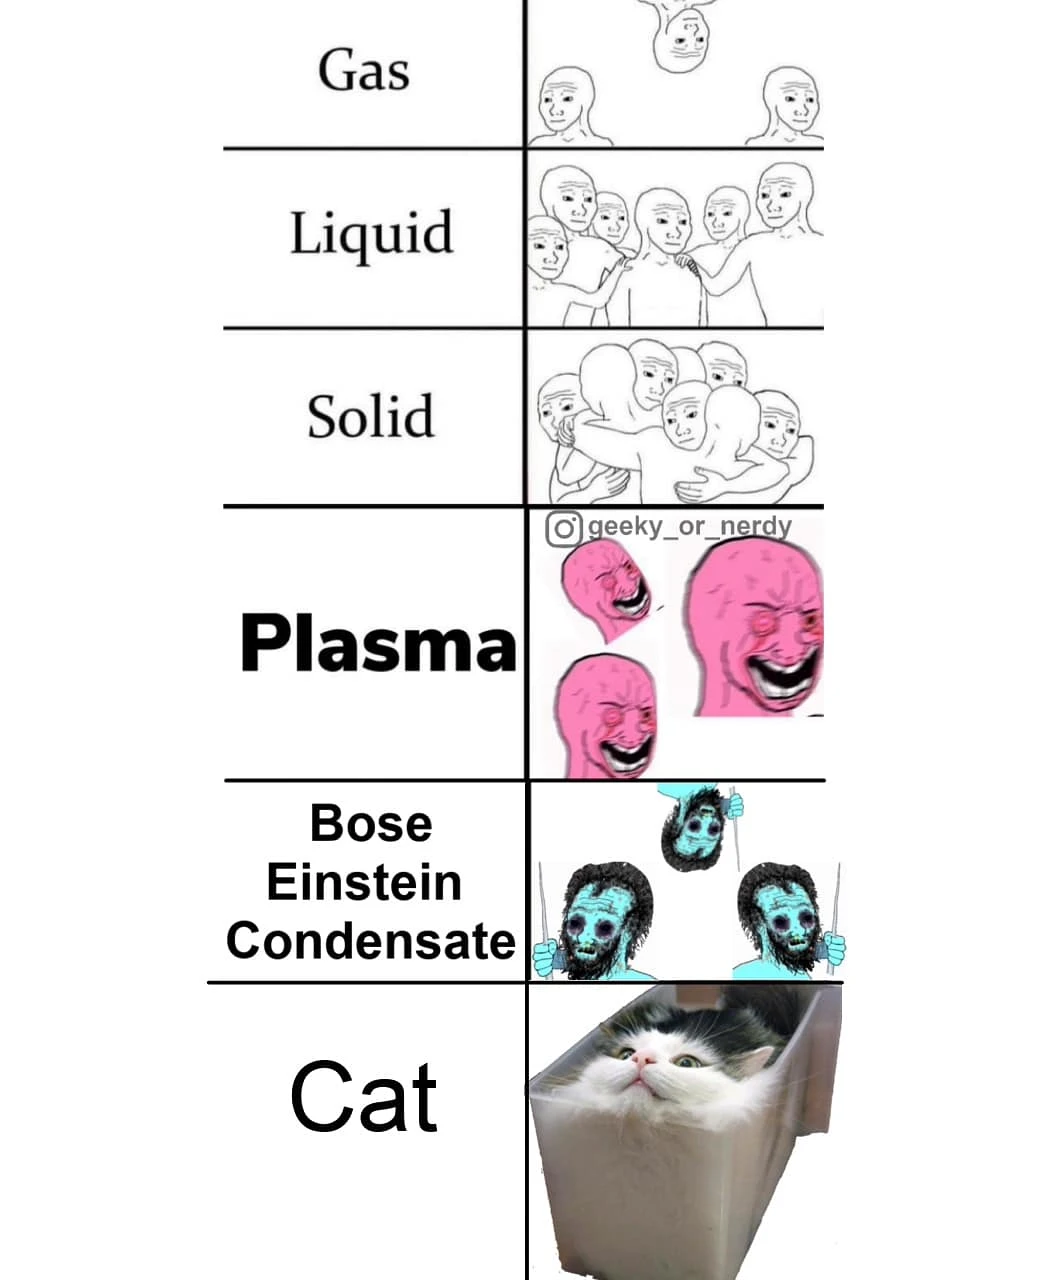 Gas
Liquid
Solid
geeky_or_nerdy
Plasma
Bose
Einstein
Condensate
Cat